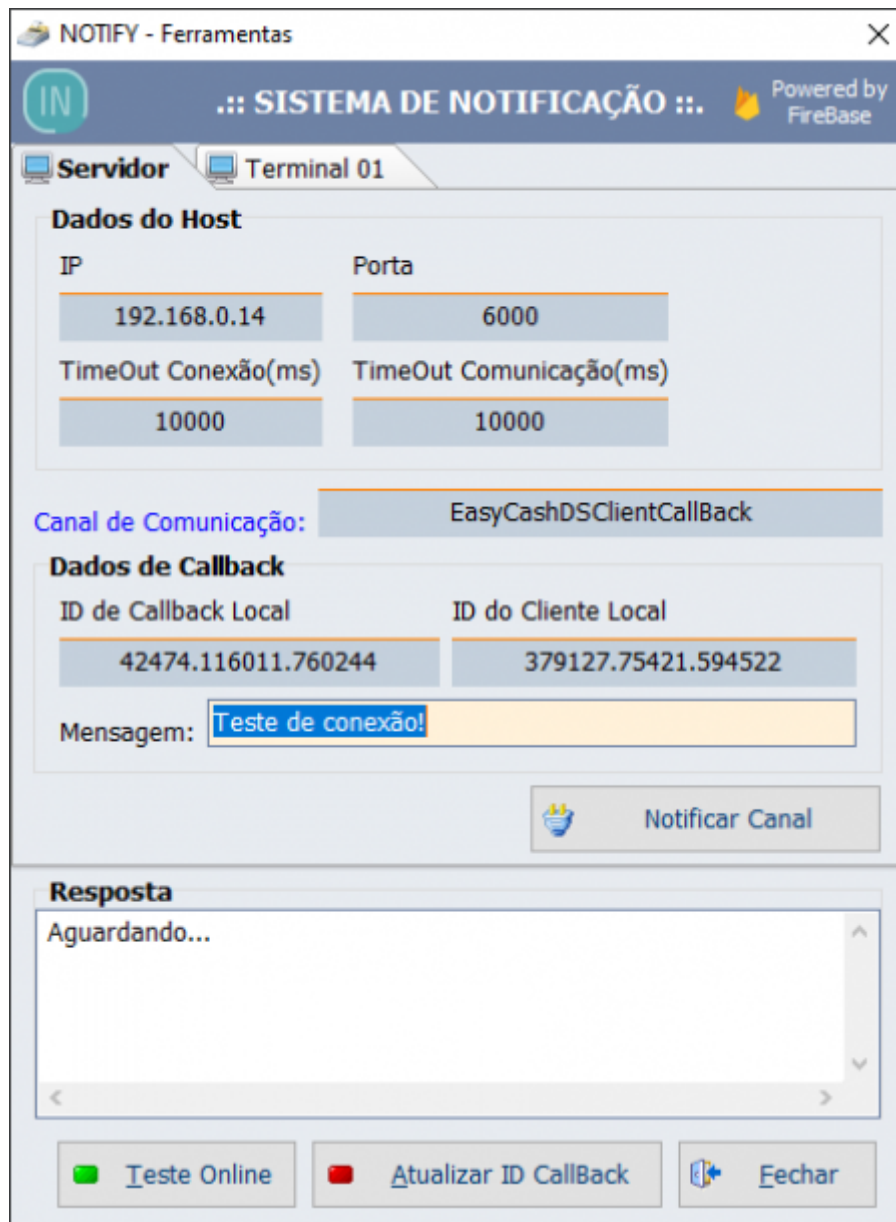 NOTIFY - Ferramentas
IN
.:: SISTEMA DE NOTIFICAÇÃO ::.
Powered by
FireBase
Servidor
Terminal 01
Dados do Host
IP
Porta
192.168.0.14
6000
TimeOut Conexão(ms)
TimeOut Comunicação(ms)
10000
10000
Canal de Comunicação:
EasyCashDSClientCallBack
Dados de Callback
ID de Callback Local
ID do Cliente Local
42474.116011.760244
379127.75421.594522
Mensagem:
Teste de conexão!
Notificar Canal
Resposta
Aguardando...
Teste Online
Atualizar ID CallBack
Fechar